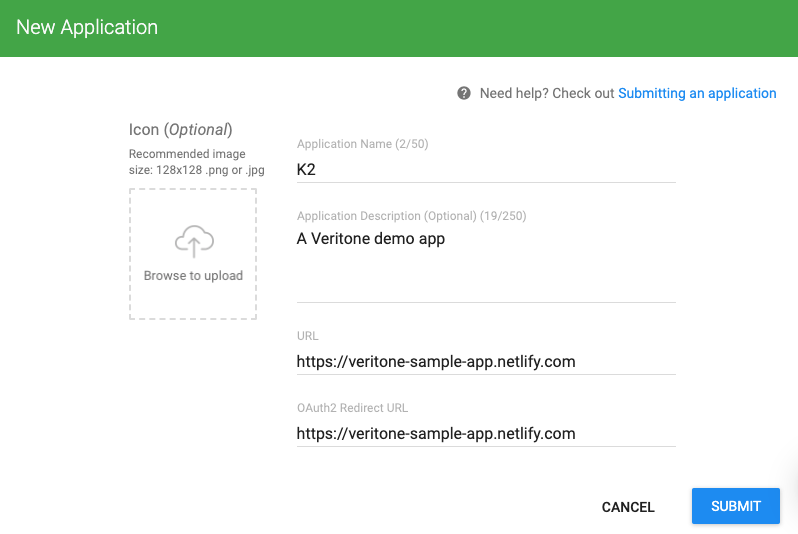 New Application
Need help? Check out Submitting an application
Icon (Optional)
Recommended image
size: 128x128 .png or .jpg
Browse to upload
Application Name (2/50)
K2
Application Description (Optional) (19/250)
A Veritone demo app
URL
https://veritone-sample-app.netlify.com
OAuth2 Redirect URL
https://veritone-sample-app.netlify.com
CANCEL
SUBMIT